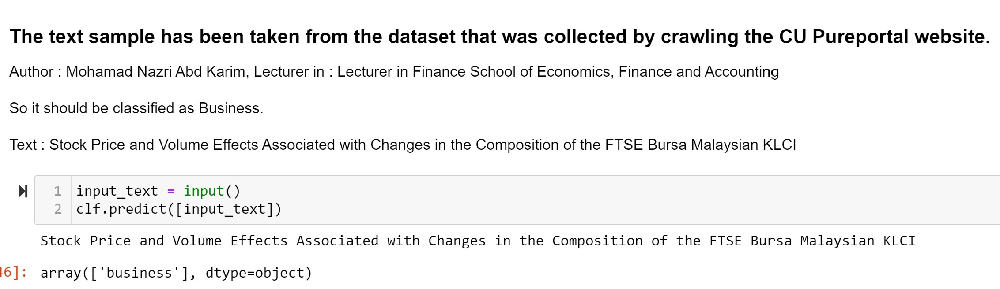 The text sample has been taken from the dataset that was collected by crawling the CU Pureportal website.
Author : Mohamad Nazri Abd Karim, Lecturer in : Lecturer in Finance School of Economics, Finance and Accounting
So it should be classified as Business.
Text : Stock Price and Volume Effects Associated with Changes in the Composition of the FTSE Bursa Malaysian KLCI
1 input_text = input()
2 clf.predict([input_text])
Stock Price and Volume Effects Associated with Changes in the Composition of the FTSE Bursa Malaysian KLCI
46]: array(['business'], dtype=object)